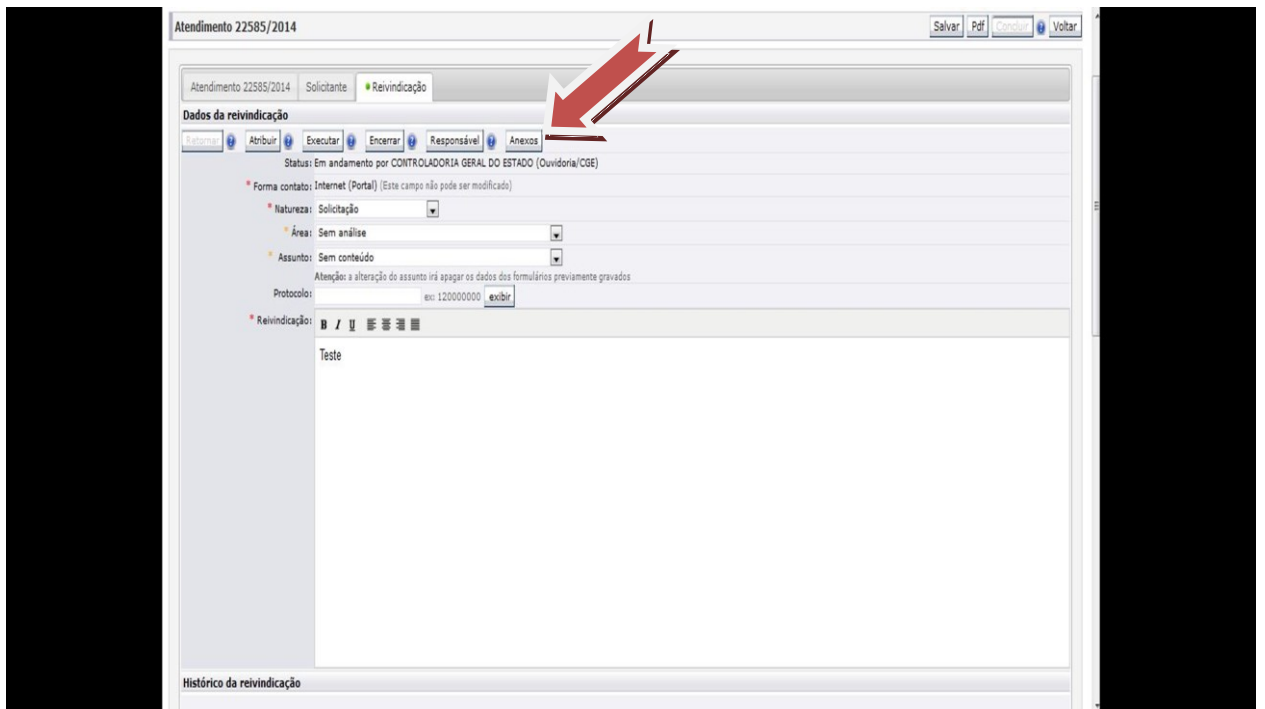 Atendimento 22585/2014
Salvar Pdf Concluir Voltar
Atendimento 22585/2014 Solicitante Reivindicação
Dados da reivindicação
Retornar Atribuir Executar Encerrar Responsável Anexos
Status: Em andamento por CONTROLADORIA GERAL DO ESTADO (Ouvidoria/CGE)
* Forma contato: Internet (Portal) (Este campo não pode ser modificado)
* Natureza: Solicitação
* Área: Sem análise
* Assunto: Sem conteúdo
Atenção: a alteração do assunto irá apagar os dados dos formulários previamente gravados
Protocolo: ex: 120000000 exibir
* Reivindicação: B I U
Teste
Histórico da reivindicação